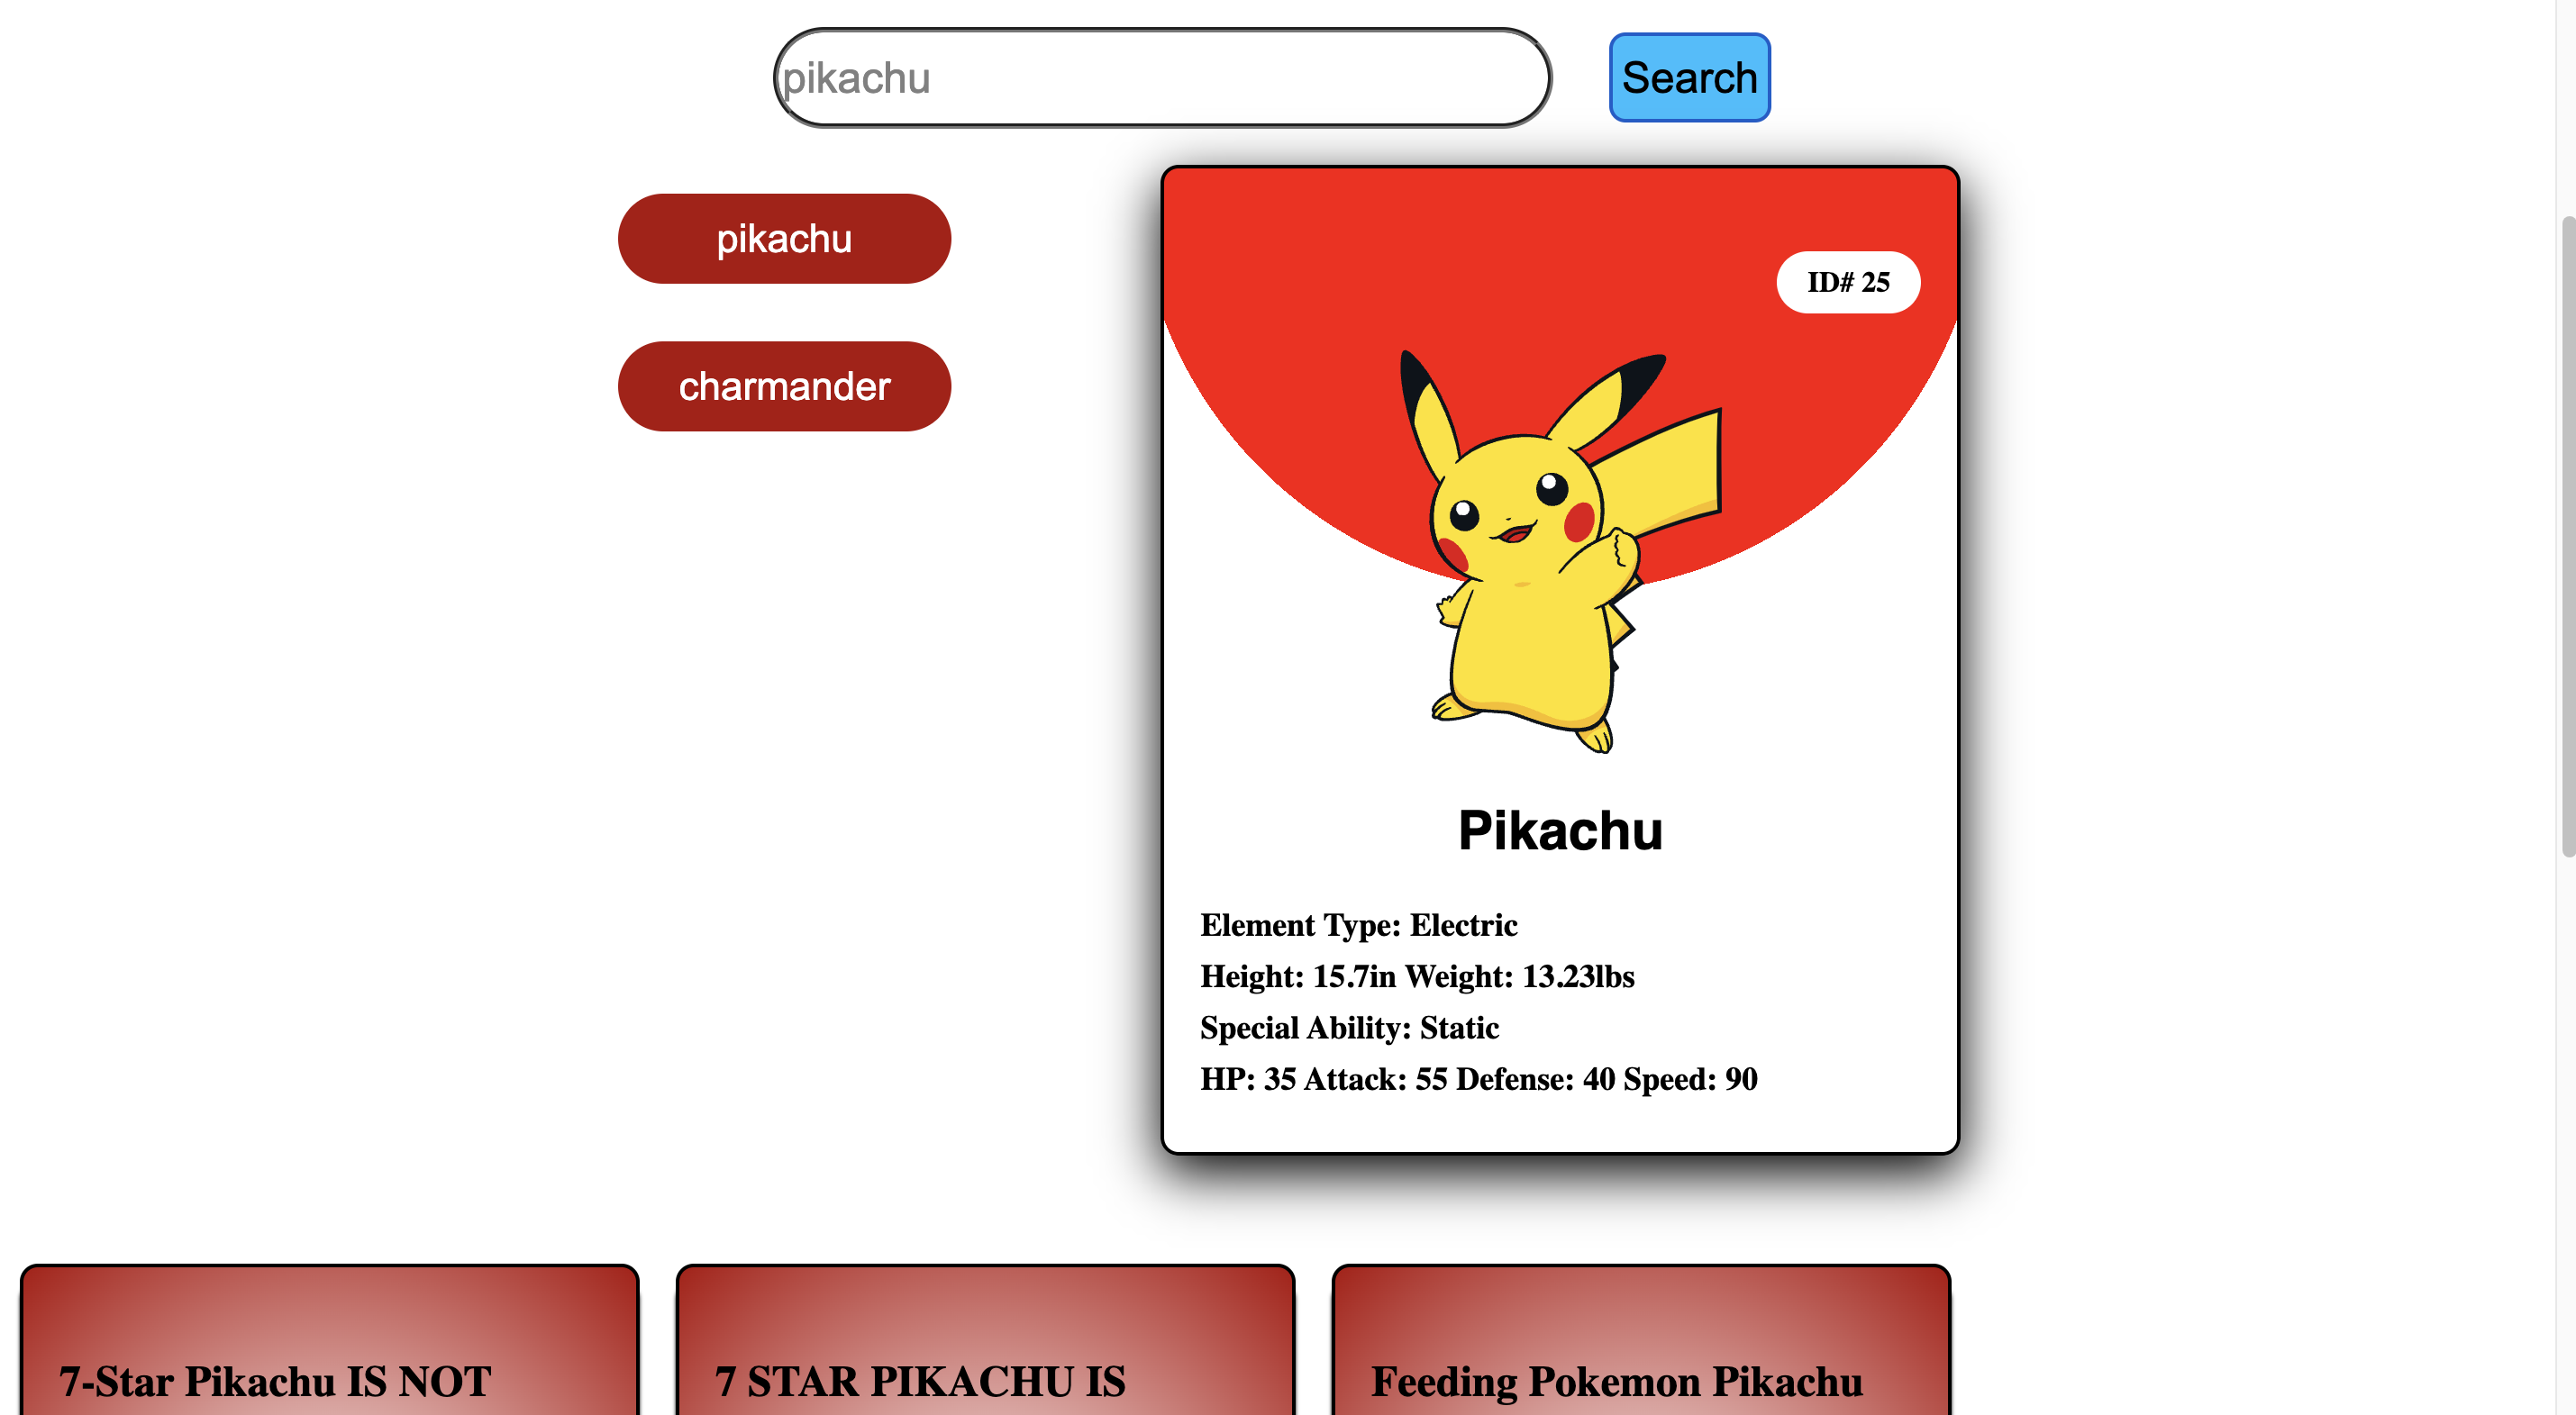 pikachu
Search
pikachu
charmander
ID# 25
Pikachu
Element Type: Electric
Height: 15.7in Weight: 13.23lbs
Special Ability: Static
HP: 35 Attack: 55 Defense: 40 Speed: 90
7-Star Pikachu IS NOT
7 STAR PIKACHU IS
Feeding Pokemon Pikachu